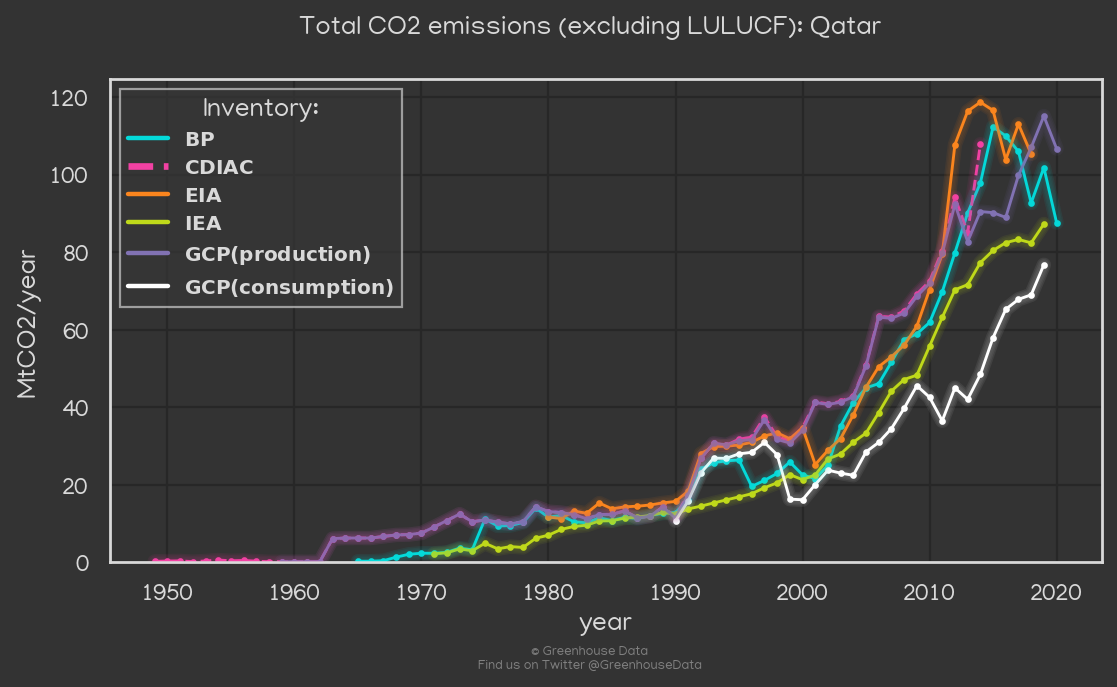 Total CO2 emissions (excluding LULUCF): Qatar
Inventory:
BP
CDIAC
EIA
IEA
GCP(production)
GCP(consumption)
MtCO2/year
120
100
80
60
40
20
0
1950 1960 1970 1980 1990 2000 2010 2020
year
© Greenhouse Data
Find us on Twitter @GreenhouseData